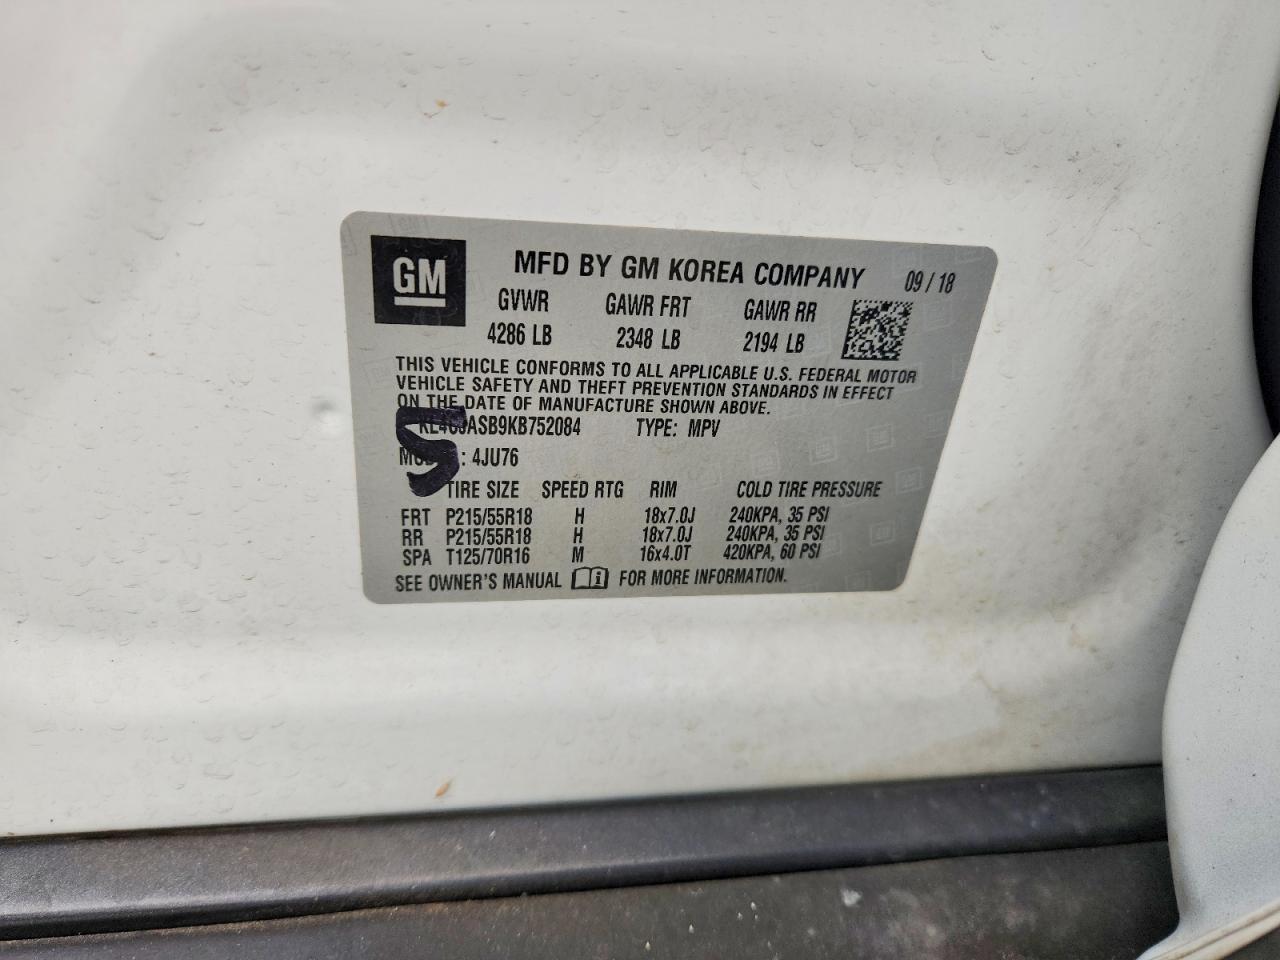 GM
MFD BY GM KOREA COMPANY 09 / 18
GVWR GAWR FRT GAWR RR
4286 LB 2348 LB 2194 LB
THIS VEHICLE CONFORMS TO ALL APPLICABLE U.S. FEDERAL MOTOR
VEHICLE SAFETY AND THEFT PREVENTION STANDARDS IN EFFECT
ON THE DATE OF MANUFACTURE SHOWN ABOVE.
TYPE: MPV
5
: 4JU76
TIRE SIZE SPEED RTG RIM COLD TIRE PRESSURE
FRT P215/55R18 H 18x7.0J 240KPA, 35 PSI
RR P215/55R18 H 18x7.0J 240KPA, 35 PSI
SPA T125/70R16 M 16x4.0T 420KPA, 60 PSI
SEE OWNER'S MANUAL FOR MORE INFORMATION.